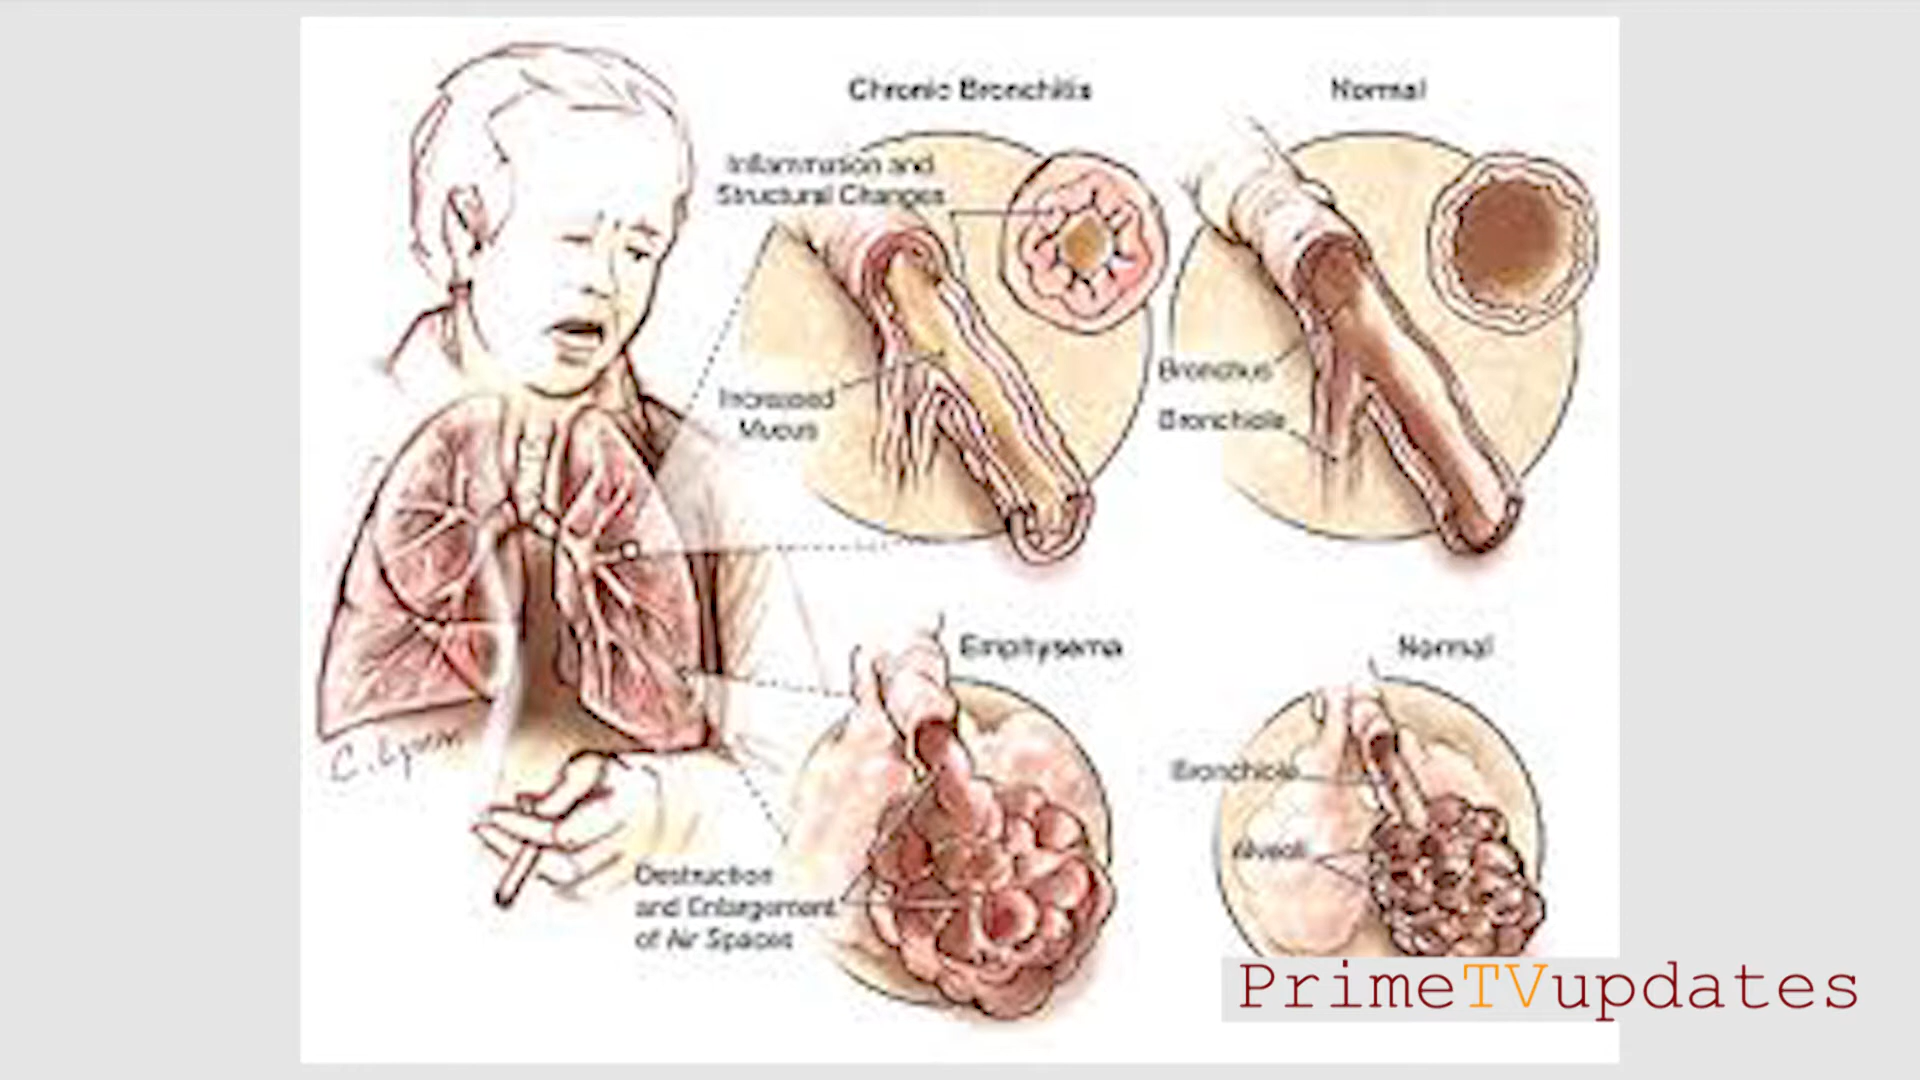 Chronic Bronchitis
Normal
Inflammation and
Structural Changes
Increased
Mucus
Bronchus
Bronchiole
Emphysema
Normal
Bronchiole
Alveoli
Destruction
and Enlargement
of Air Spaces
C. Lynm
PrimeTVupdates